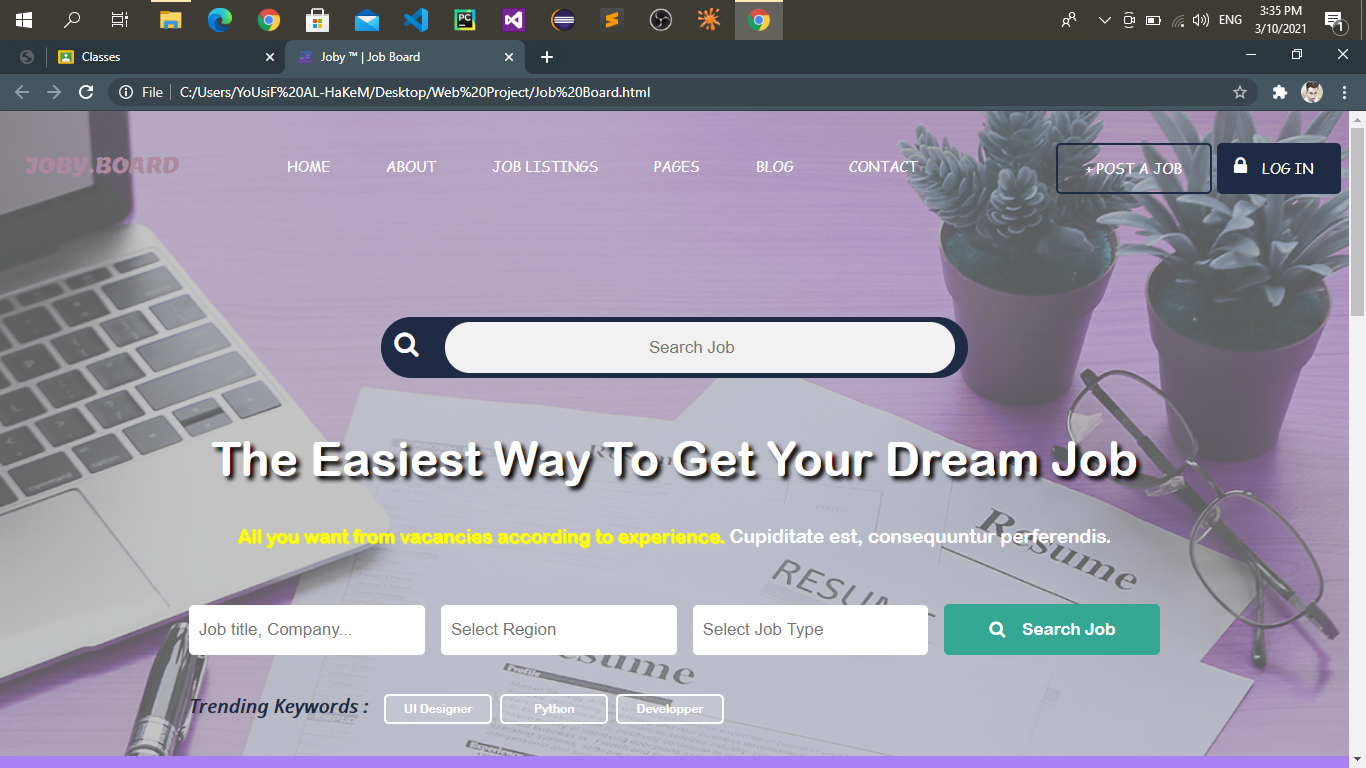 ENG
3:35 PM
3/10/2021
1
Classes
Joby ™ | Job Board
File
C:/Users/YoUsiF%20AL-HaKeM/Desktop/Web%20Project/Job%20Board.html
JOBY.BOARD
HOME ABOUT JOB LISTINGS PAGES BLOG CONTACT
+ POST A JOB
LOG IN
Search Job
The Easiest Way To Get Your Dream Job
All you want from vacancies according to experience. Cupiditate est, consequuntur perferendis.
Resume
RESUME
Job title, Company...
Select Region
Select Job Type
Search Job
Resume
Profile
Trending Keywords :
UI Designer
Python
Developper
Experience